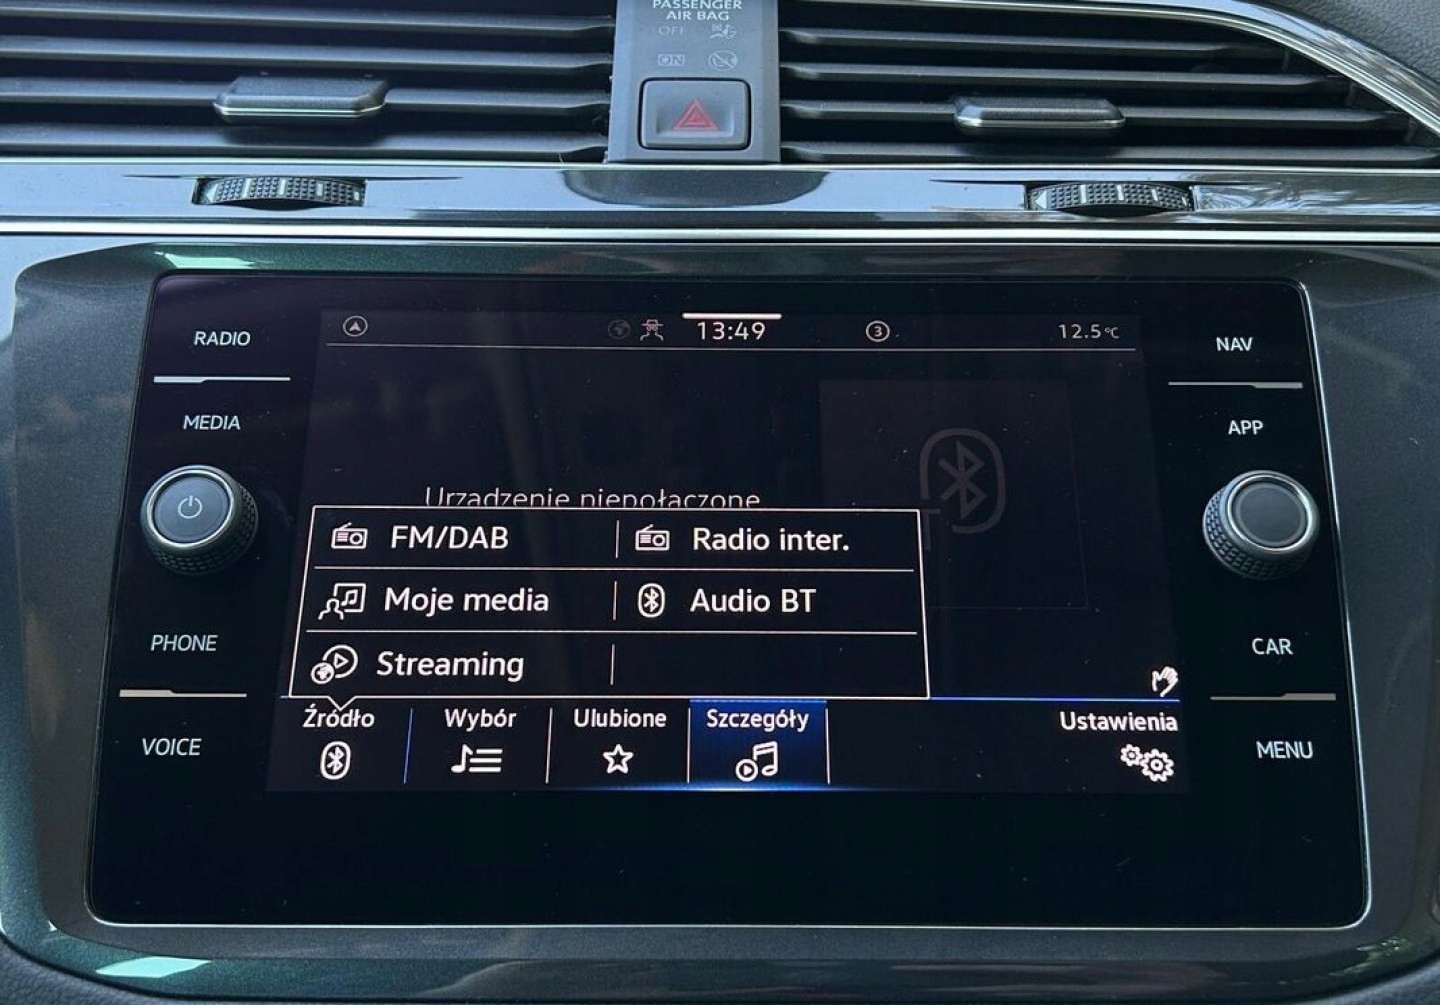 PASSENGER
AIR BAG
OFF
ON
RADIO
MEDIA
PHONE
VOICE
13:49
3
12.5°C
Urządzenie niepołączone
FM/DAB
Radio inter.
Moje media
Audio BT
Streaming
Źródło
Wybór
Ulubione
Szczegóły
Ustawienia
NAV
APP
CAR
MENU